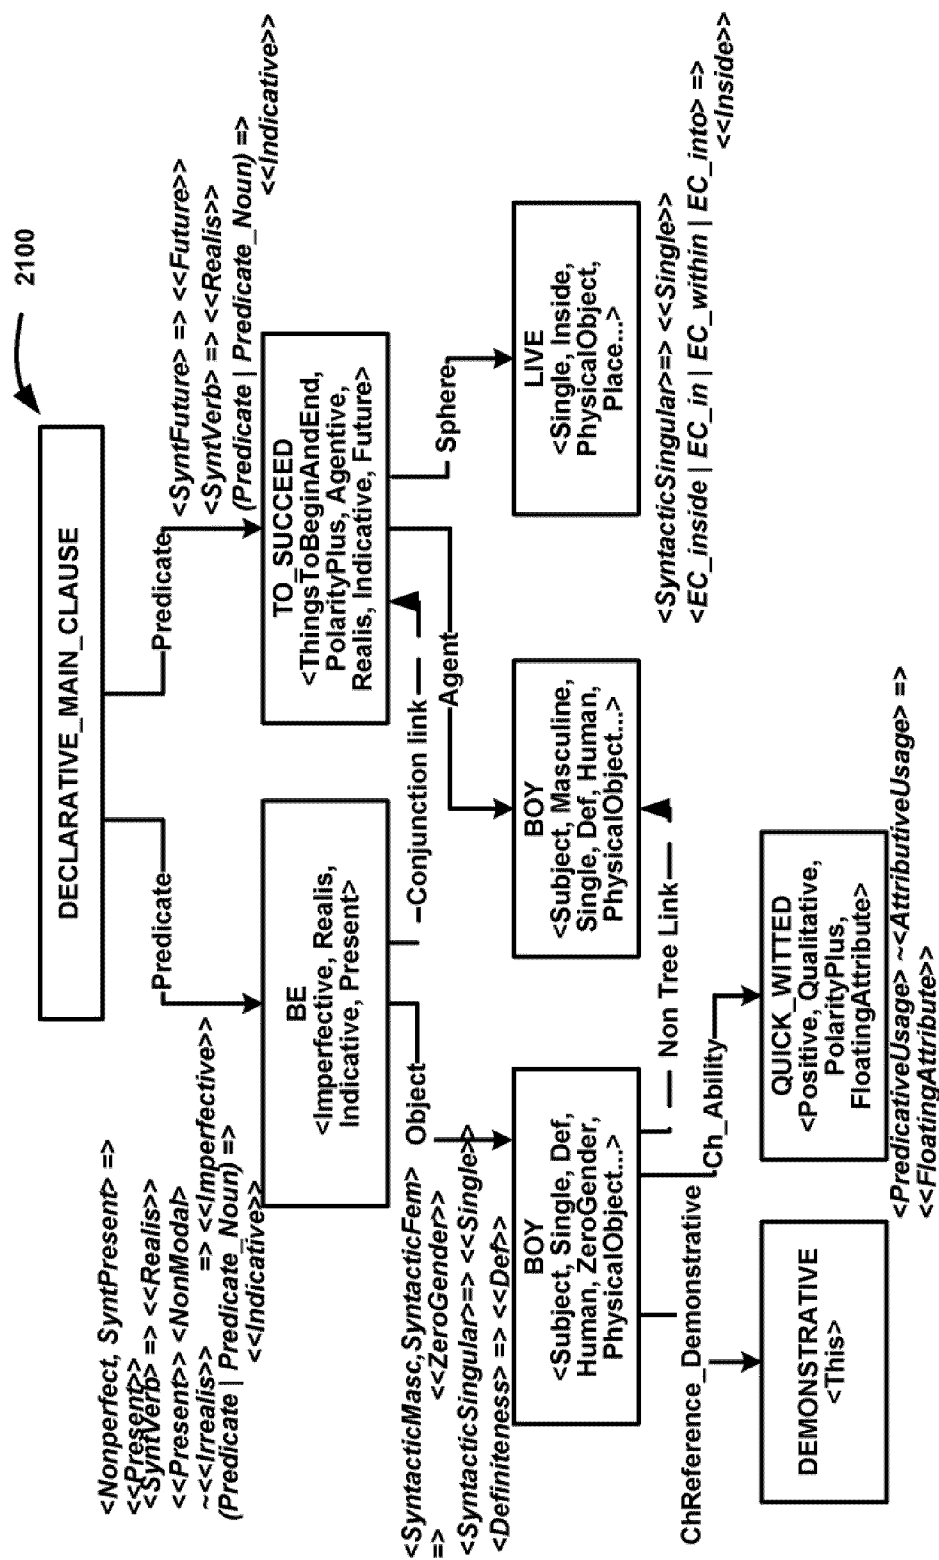 2100
DECLARATIVE_MAIN_CLAUSE
Predicate
Predicate
<Nonperfect, SyntPresent> =>
<<Present>>
<SyntVerb> => <<Realis>>
<<Present>> <NonModal>
~<<Irrealis>> => <<Imperfective>>
(Predicate | Predicate_Noun) =>
<<Indicative>>
<SyntFuture> => <<Future>>
<SyntVerb> => <<Realis>>
(Predicate | Predicate_Noun) =>
<<Indicative>>
BE
<Imperfective, Realis,
Indicative, Present>
TO_SUCCEED
<ThingsToBeginAndEnd,
PolarityPlus, Agentive,
Realis, Indicative, Future>
Object
Conjunction link
Agent
Sphere
<SyntacticMasc,SyntacticFem>
=> <<ZeroGender>>
<SyntacticSingular>=> <<Single>>
<Definiteness> => <<Def>>
BOY
<Subject, Single, Def,
Human, ZeroGender,
PhysicalObject...>
BOY
<Subject, Masculine,
Single, Def, Human,
PhysicalObject...>
LIVE
<Single, Inside,
PhysicalObject,
Place...>
<SyntacticSingular>=> <<Single>>
<EC_inside | EC_in | EC_within | EC_into> =>
<<Inside>>
Non Tree Link
ChReference_Demonstrative
Ch_Ability
DEMONSTRATIVE
<This>
QUICK_WITTED
<Positive, Qualitative,
PolarityPlus,
FloatingAttribute>
<PredicativeUsage> ~<AttributiveUsage> =>
<<FloatingAttribute>>